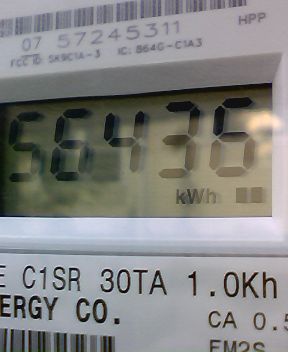 07 57245311 HPP
FCC ID: SK9C1A-3 IC: 864G-C1A3
56436
kWh
E C1SR 30TA 1.0Kh
ERGY CO.
CA 0.5
EM2S